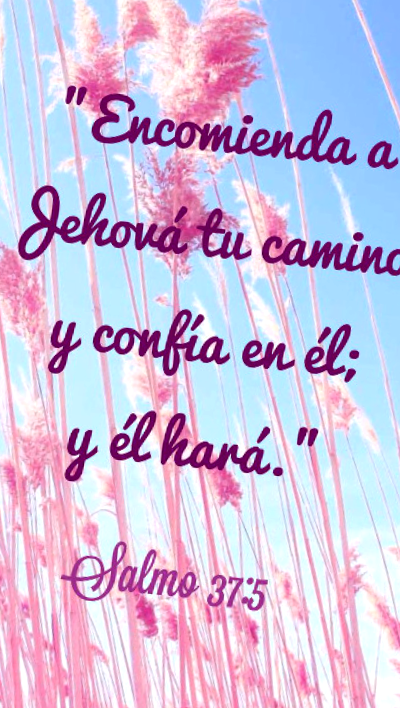 "Encomienda a
Jehová tu camino
y confía en él;
y él hará."
Salmo 37:5